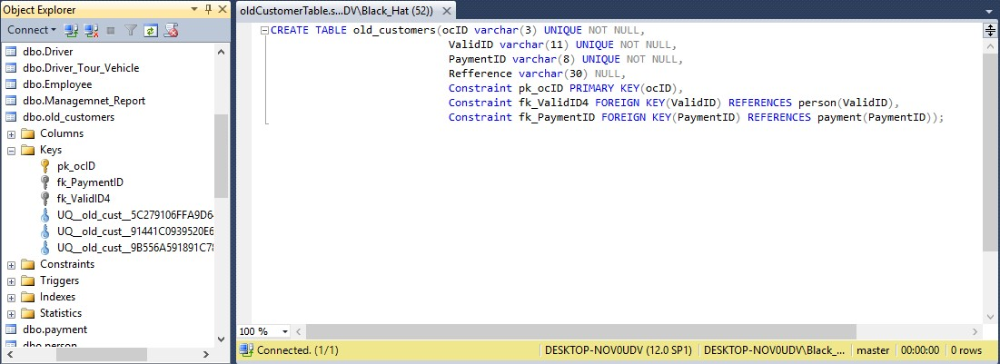 Object Explorer
Connect
dbo.Driver
dbo.Driver_Tour_Vehicle
dbo.Employee
dbo.Managemnet_Report
dbo.old_customers
Columns
Keys
pk_ocID
fk_PaymentID
fk_ValidID4
UQ__old_cust__5C279106FFA9D6
UQ__old_cust__91441C0939520E6
UQ__old_cust__9B556A591891C78
Constraints
Triggers
Indexes
Statistics
dbo.payment
dbo.person
oldCustomerTable.s...DV\Black_Hat (52))
CREATE TABLE old_customers(ocID varchar(3) UNIQUE NOT NULL,
ValidID varchar(11) UNIQUE NOT NULL,
PaymentID varchar(8) UNIQUE NOT NULL,
Refference varchar(30) NULL,
Constraint pk_ocID PRIMARY KEY(ocID),
Constraint fk_ValidID4 FOREIGN KEY(ValidID) REFERENCES person(ValidID),
Constraint fk_PaymentID FOREIGN KEY(PaymentID) REFERENCES payment(PaymentID));
100 %
Connected. (1/1)
DESKTOP-NOV0UDV (12.0 SP1)
DESKTOP-NOV0UDV\Black_...
master
00:00:00
0 rows